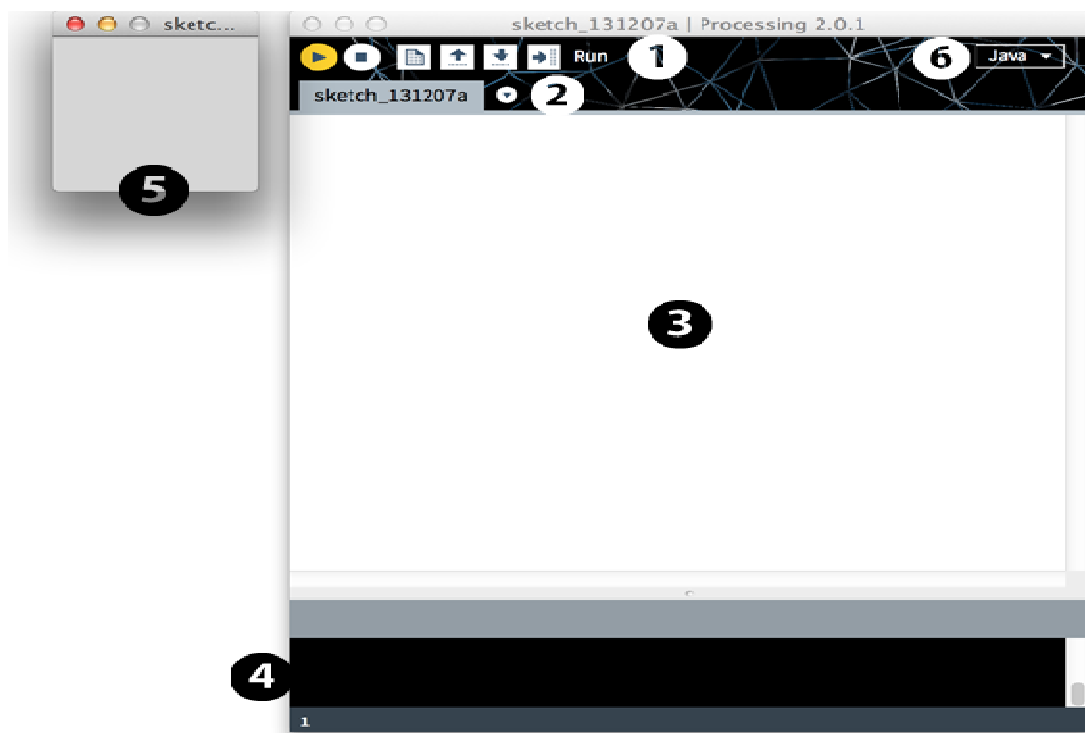 sketc...
sketch_131207a | Processing 2.0.1
Run 1
6 Java
sketch_131207a 2
5
3
4
1